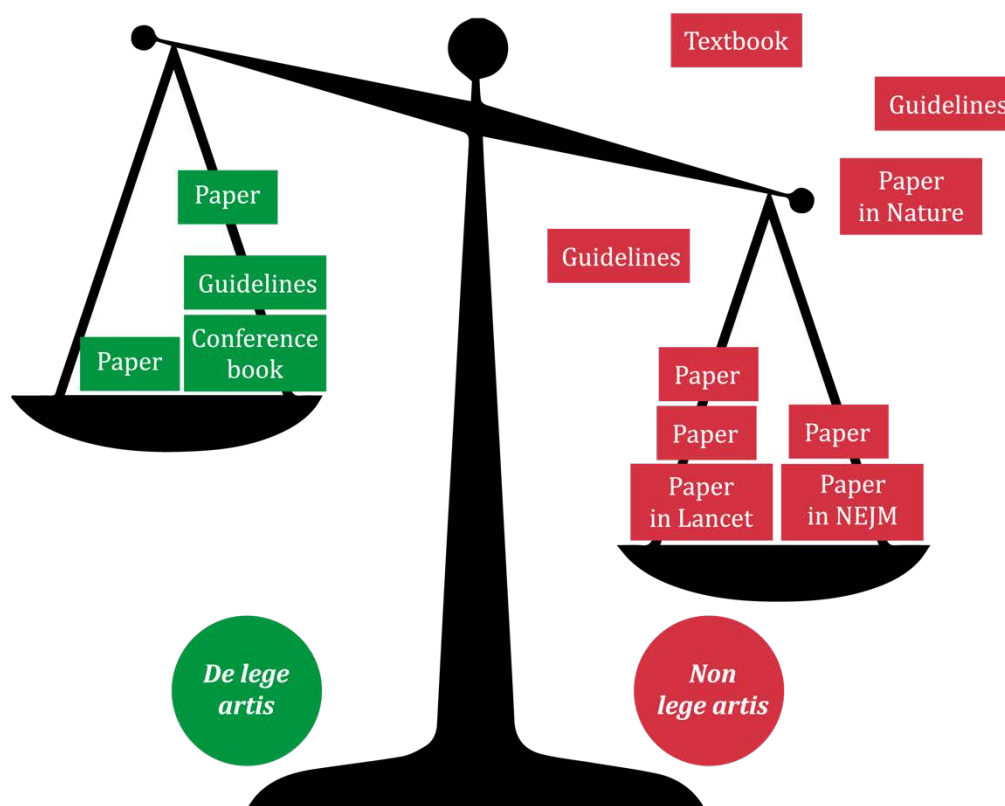 Textbook
Guidelines
Paper
in Nature
Paper
Guidelines
Guidelines
Conference
book
Paper
Paper
Paper
Paper
Paper
in Lancet
Paper
in NEJM
De lege
artis
Non
lege artis